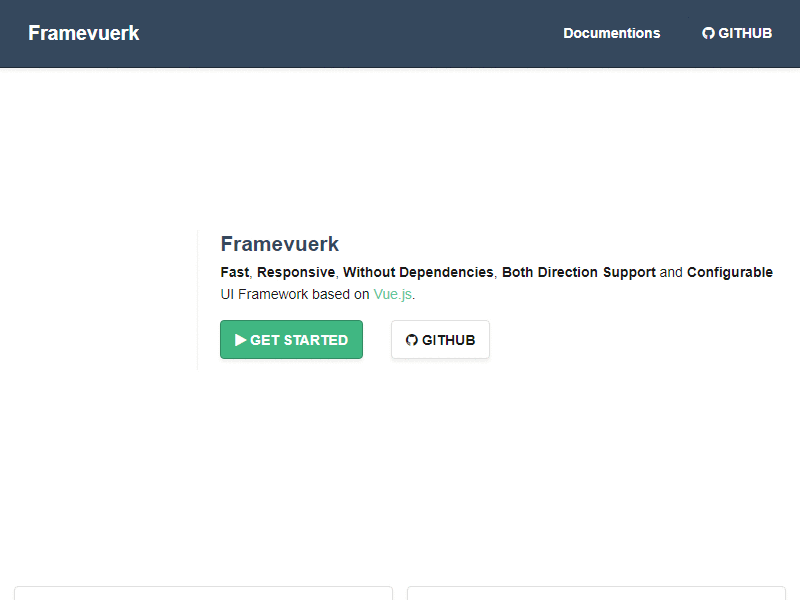 Framevuerk
Documentions
GITHUB
Framevuerk
Fast, Responsive, Without Dependencies, Both Direction Support and Configurable
UI Framework based on Vue.js.
GET STARTED
GITHUB